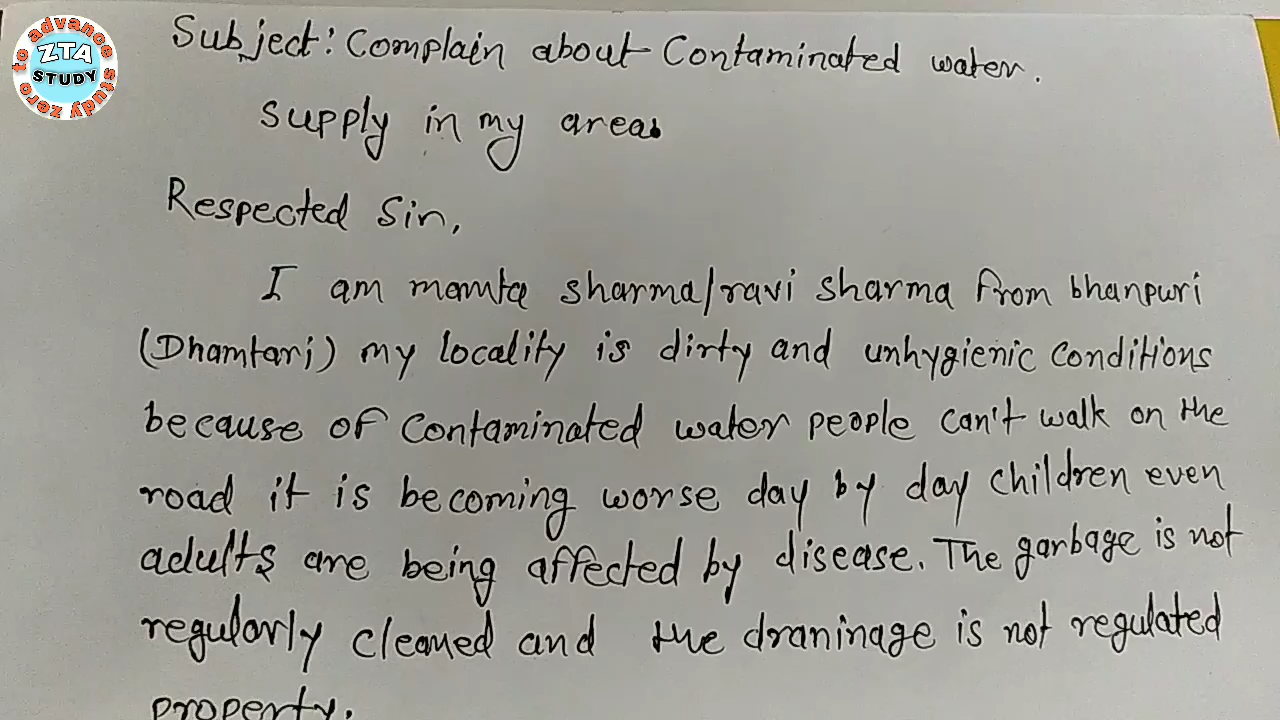 to advance study zero
ZTA
STUDY
Subject: Complain about Contaminated water.
supply in my area.
Respected Sir,
I am mamta sharma/ravi sharma from bhanpuri
(Dhamtari) my locality is dirty and unhygienic conditions
because of contaminated water people can't walk on the
road it is becoming worse day by day children even
adults are being affected by disease. The garbage is not
regularly cleaned and the draninage is not regulated
property.